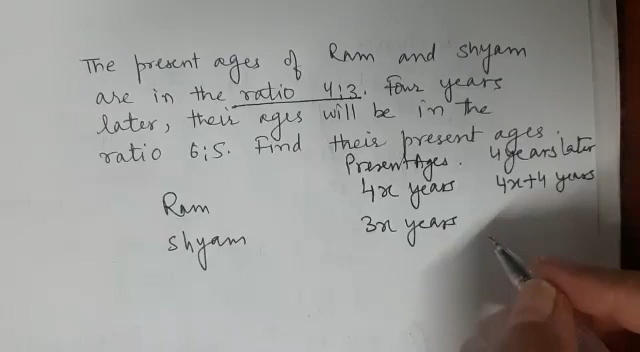 The present ages of Ram and Shyam
are in the ratio 4:3. Four years
later, their ages will be in the
ratio 6:5. Find their present ages.
Present Ages. 4 years later
Ram 4x years 4x+4 years
Shyam 3x years